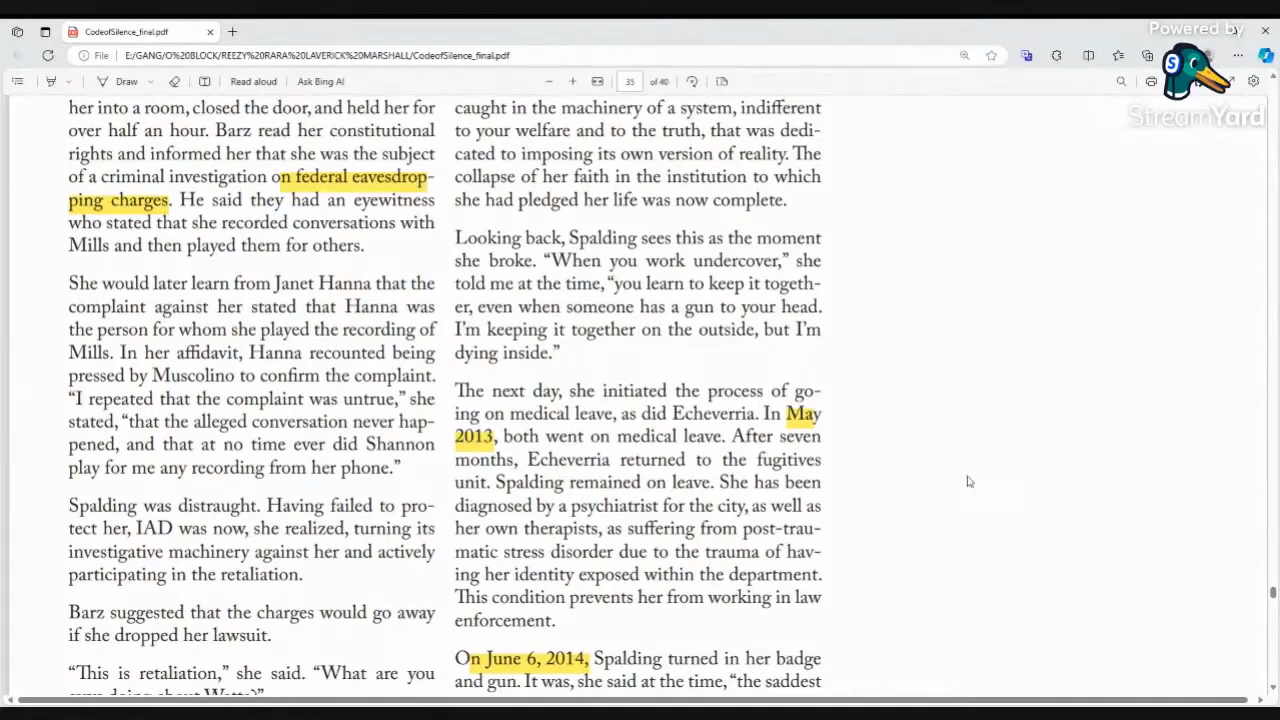 Powered by
StreamYard
CodeofSilence_final.pdf
File
E:/GANG/O%20BLOCK/REEZY%20RARA%20LAVERICK%20MARSHALL/CodeofSilence_final.pdf
Draw
Read aloud
Ask Bing AI
35 of 40
her into a room, closed the door, and held her for
over half an hour. Barz read her constitutional
rights and informed her that she was the subject
of a criminal investigation on federal eavesdrop-
ping charges. He said they had an eyewitness
who stated that she recorded conversations with
Mills and then played them for others.
She would later learn from Janet Hanna that the
complaint against her stated that Hanna was
the person for whom she played the recording of
Mills. In her affidavit, Hanna recounted being
pressed by Muscolino to confirm the complaint.
“I repeated that the complaint was untrue,” she
stated, “that the alleged conversation never hap-
pened, and that at no time ever did Shannon
play for me any recording from her phone.”
Spalding was distraught. Having failed to pro-
tect her, IAD was now, she realized, turning its
investigative machinery against her and actively
participating in the retaliation.
Barz suggested that the charges would go away
if she dropped her lawsuit.
“This is retaliation,” she said. “What are you
caught in the machinery of a system, indifferent
to your welfare and to the truth, that was dedi-
cated to imposing its own version of reality. The
collapse of her faith in the institution to which
she had pledged her life was now complete.
Looking back, Spalding sees this as the moment
she broke. “When you work undercover,” she
told me at the time, “you learn to keep it togeth-
er, even when someone has a gun to your head.
I’m keeping it together on the outside, but I’m
dying inside.”
The next day, she initiated the process of go-
ing on medical leave, as did Echeverria. In May
2013, both went on medical leave. After seven
months, Echeverria returned to the fugitives
unit. Spalding remained on leave. She has been
diagnosed by a psychiatrist for the city, as well as
her own therapists, as suffering from post-trau-
matic stress disorder due to the trauma of hav-
ing her identity exposed within the department.
This condition prevents her from working in law
enforcement.
On June 6, 2014, Spalding turned in her badge
and gun. It was, she said at the time, “the saddest